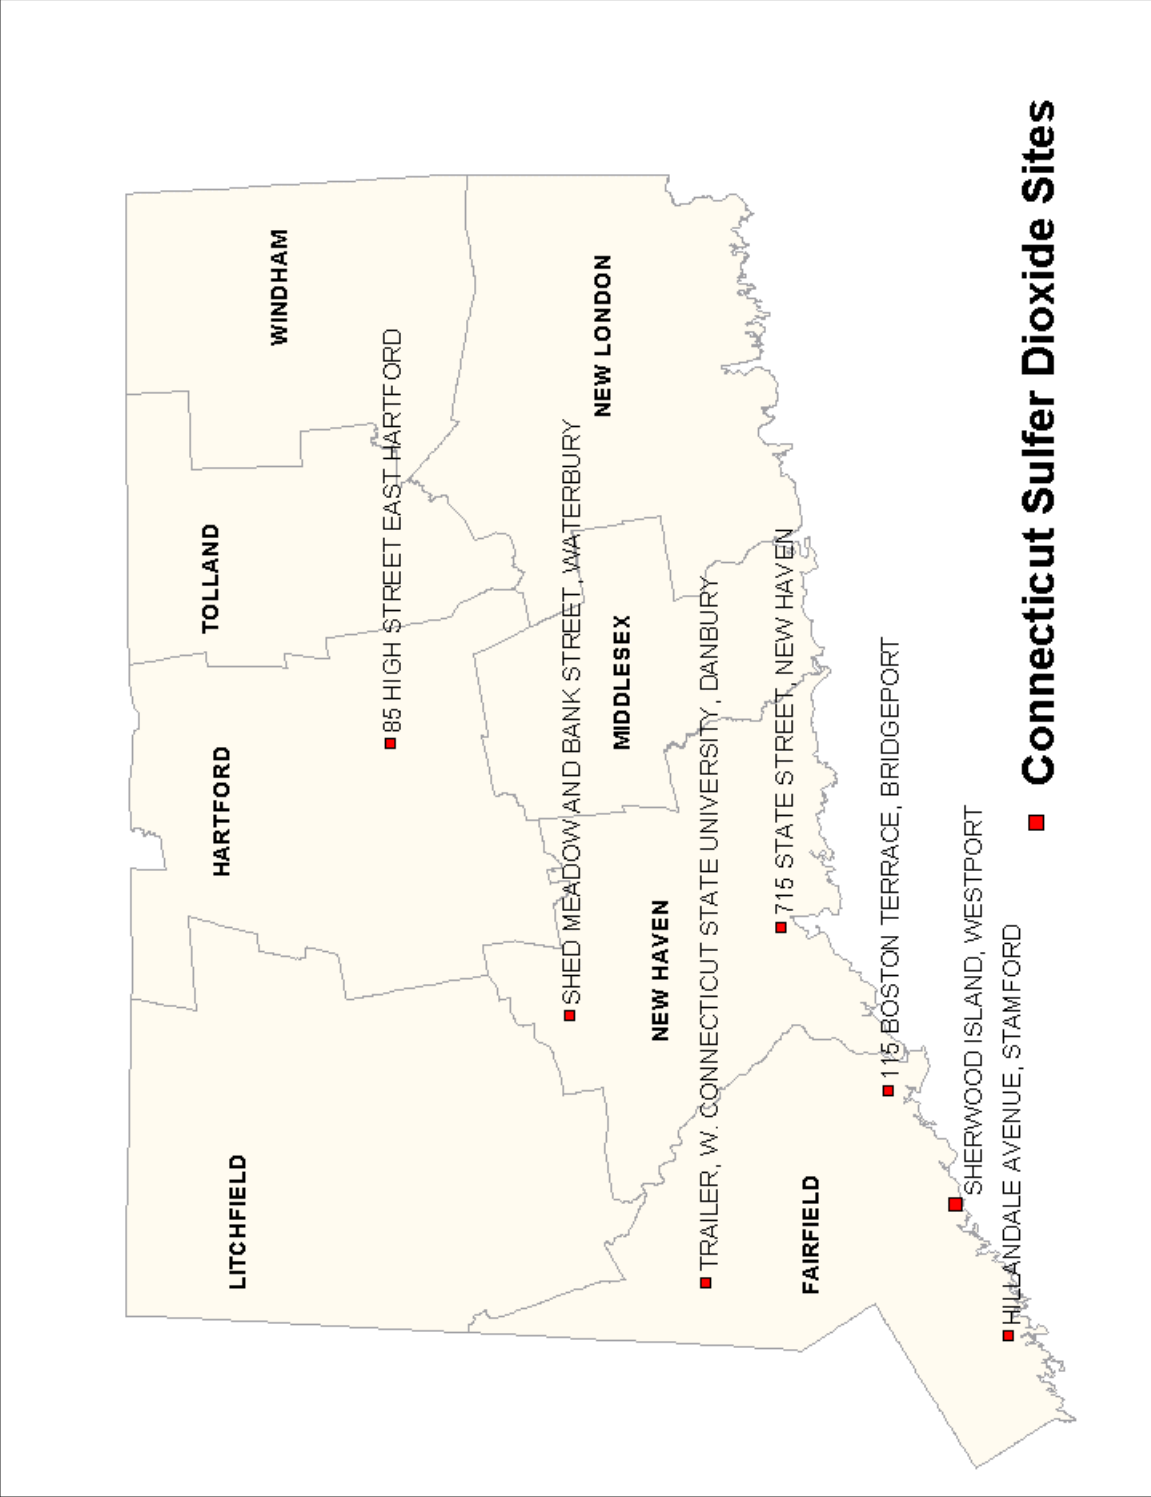 WINDHAM
TOLLAND
HARTFORD
LITCHFIELD
85 HIGH STREET EAST HARTFORD
NEW LONDON
SHED MEADOW AND BANK STREET, WATERBURY
MIDDLESEX
NEW HAVEN
TRAILER, W. CONNECTICUT STATE UNIVERSITY, DANBURY
715 STATE STREET, NEW HAVEN
FAIRFIELD
115 BOSTON TERRACE, BRIDGEPORT
SHERWOOD ISLAND, WESTPORT
HILLANDALE AVENUE, STAMFORD
Connecticut Sulfer Dioxide Sites